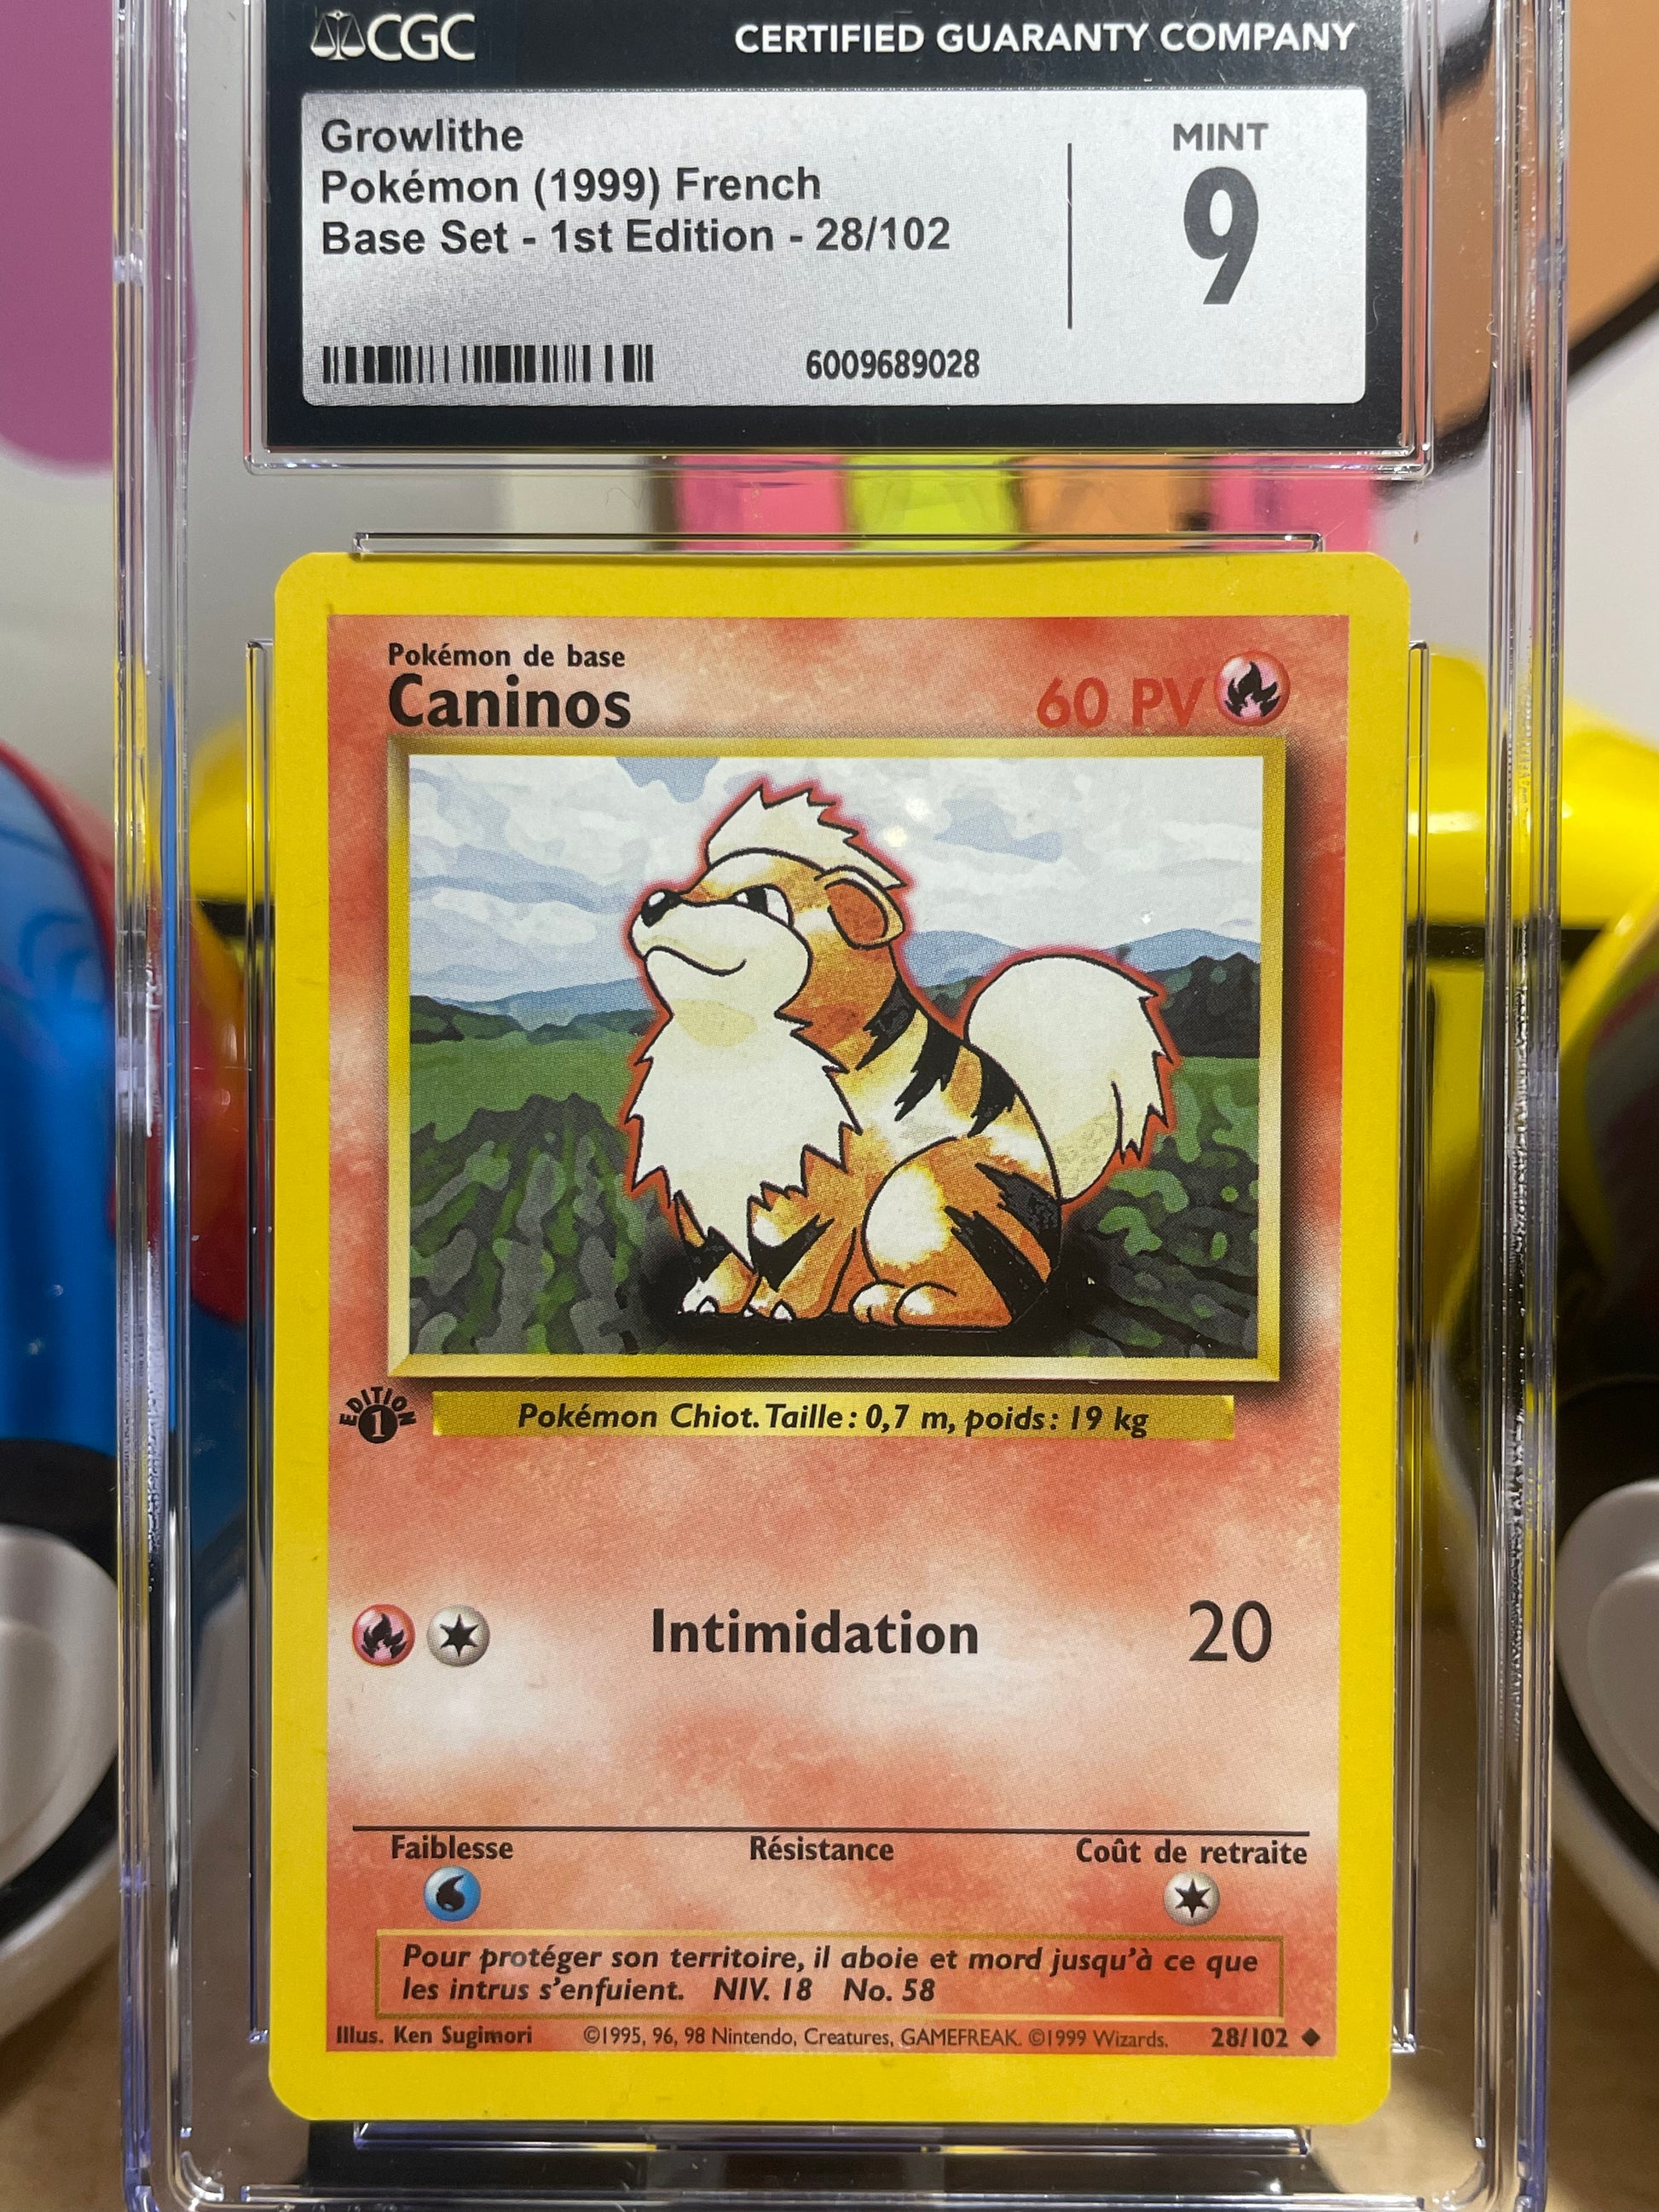 CGC
CERTIFIED GUARANTY COMPANY
Growlithe
Pokémon (1999) French
Base Set - 1st Edition - 28/102
MINT
9
6009689028
Pokémon de base
Caninos
60 PV
EDITION
1
Pokémon Chiot. Taille : 0,7 m, poids : 19 kg
Intimidation
20
Faiblesse
Résistance
Coût de retraite
Pour protéger son territoire, il aboie et mord jusqu'à ce que
les intrus s'enfuient. NIV. 18 No. 58
Illus. Ken Sugimori
©1995, 96, 98 Nintendo, Creatures, GAMEFREAK. ©1999 Wizards.
28/102